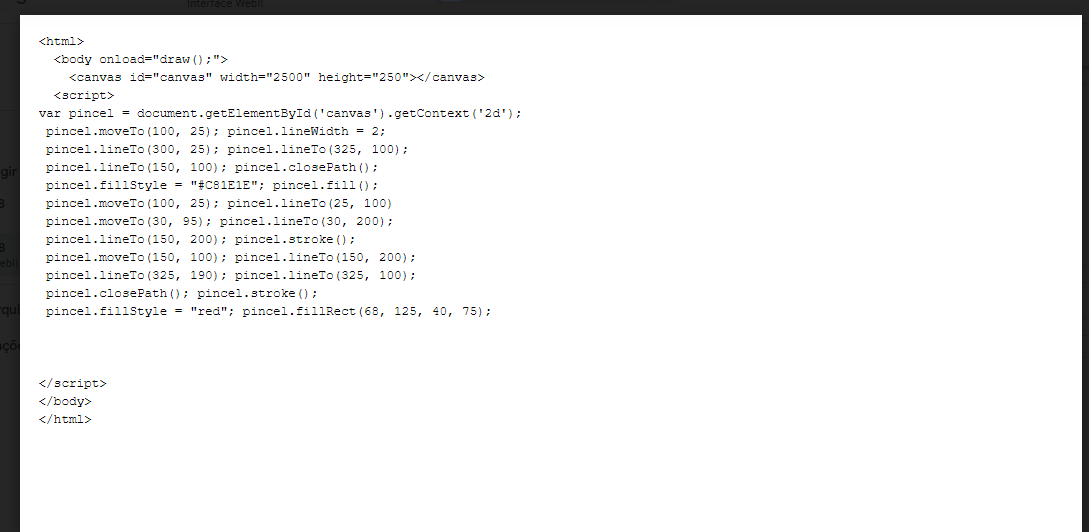 Interface WebII
<html>
<body onload="draw();">
<canvas id="canvas" width="2500" height="250"></canvas>
<script>
var pincel = document.getElementById('canvas').getContext('2d');
pincel.moveTo(100, 25); pincel.lineWidth = 2;
pincel.lineTo(300, 25); pincel.lineTo(325, 100);
pincel.lineTo(150, 100); pincel.closePath();
pincel.fillStyle = "#C81E1E"; pincel.fill();
pincel.moveTo(100, 25); pincel.lineTo(25, 100)
pincel.moveTo(30, 95); pincel.lineTo(30, 200);
pincel.lineTo(150, 200); pincel.stroke();
pincel.moveTo(150, 100); pincel.lineTo(150, 200);
pincel.lineTo(325, 190); pincel.lineTo(325, 100);
pincel.closePath(); pincel.stroke();
pincel.fillStyle = "red"; pincel.fillRect(68, 125, 40, 75);
</script>
</body>
</html>